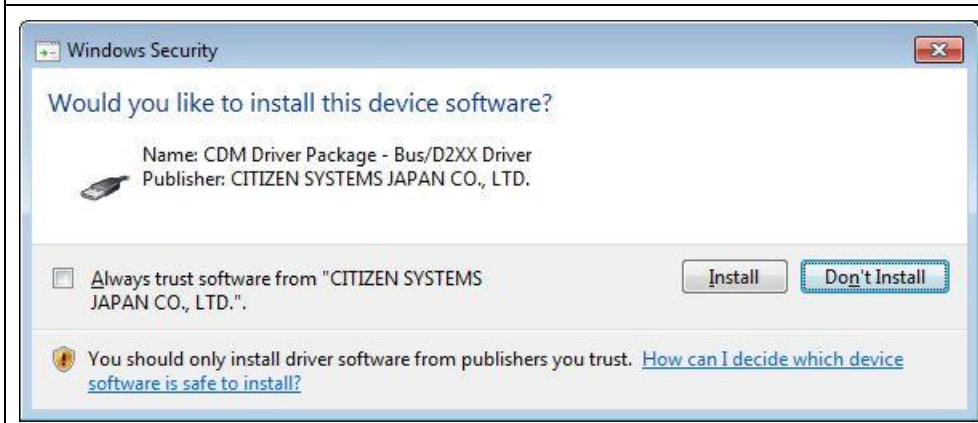 Windows Security
Would you like to install this device software?
Name: CDM Driver Package - Bus/D2XX Driver
Publisher: CITIZEN SYSTEMS JAPAN CO., LTD.
Always trust software from "CITIZEN SYSTEMS
JAPAN CO., LTD.".
Install
Don't Install
You should only install driver software from publishers you trust. How can I decide which device
software is safe to install?